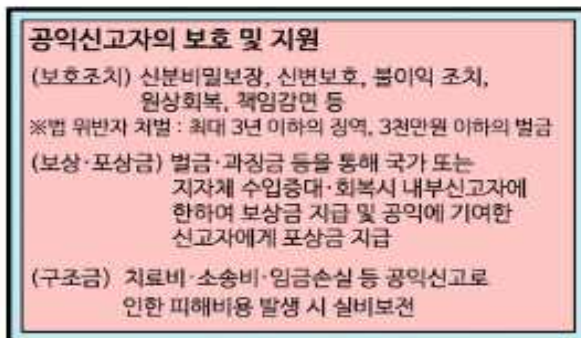 공익신고자의 보호 및 지원
(보호조치) 신분비밀보장, 신변보호, 불이익 조치,
원상회복, 책임감면 등
※법 위반자 처벌 : 최대 3년 이하의 징역, 3천만원 이하의 벌금
(보상·포상금) 벌금·과징금 등을 통해 국가 또는
지자체 수입증대·회복시 내부신고자에
한하여 보상금 지급 및 공익에 기여한
신고자에게 포상금 지급
(구조금) 치료비·소송비·임금손실 등 공익신고로
인한 피해비용 발생 시 실비보전